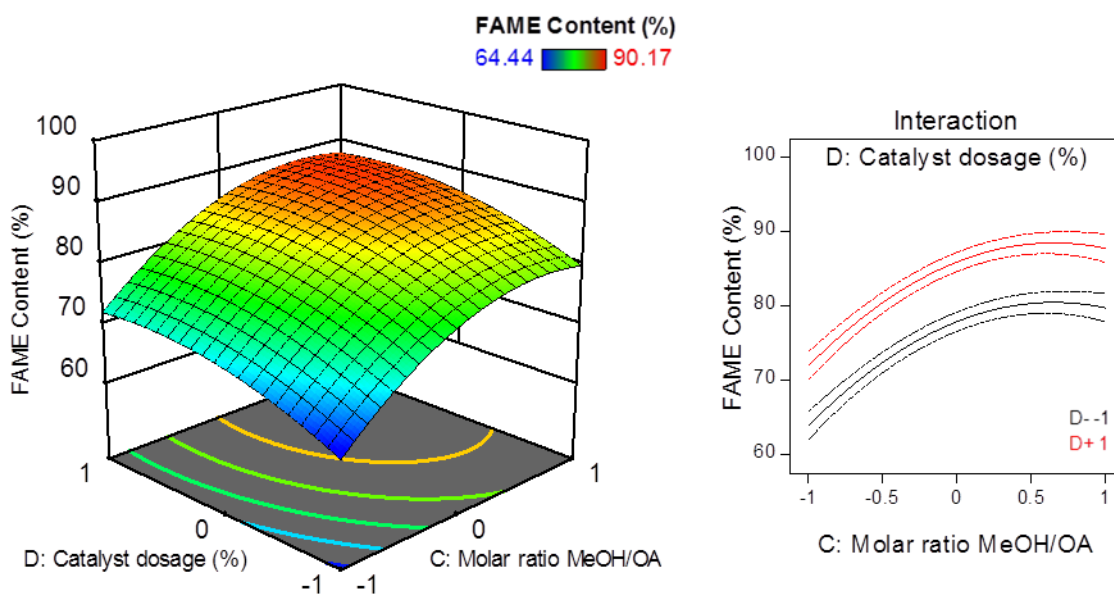 FAME Content (%)
64.44 90.17
FAME Content (%)
100
90
80
70
60
1
0
-1
D: Catalyst dosage (%)
-1
0
1
C: Molar ratio MeOH/OA
Interaction
D: Catalyst dosage (%)
FAME Content (%)
100
90
80
70
60
D--1
D+1
-1 -0.5 0 0.5 1
C: Molar ratio MeOH/OA